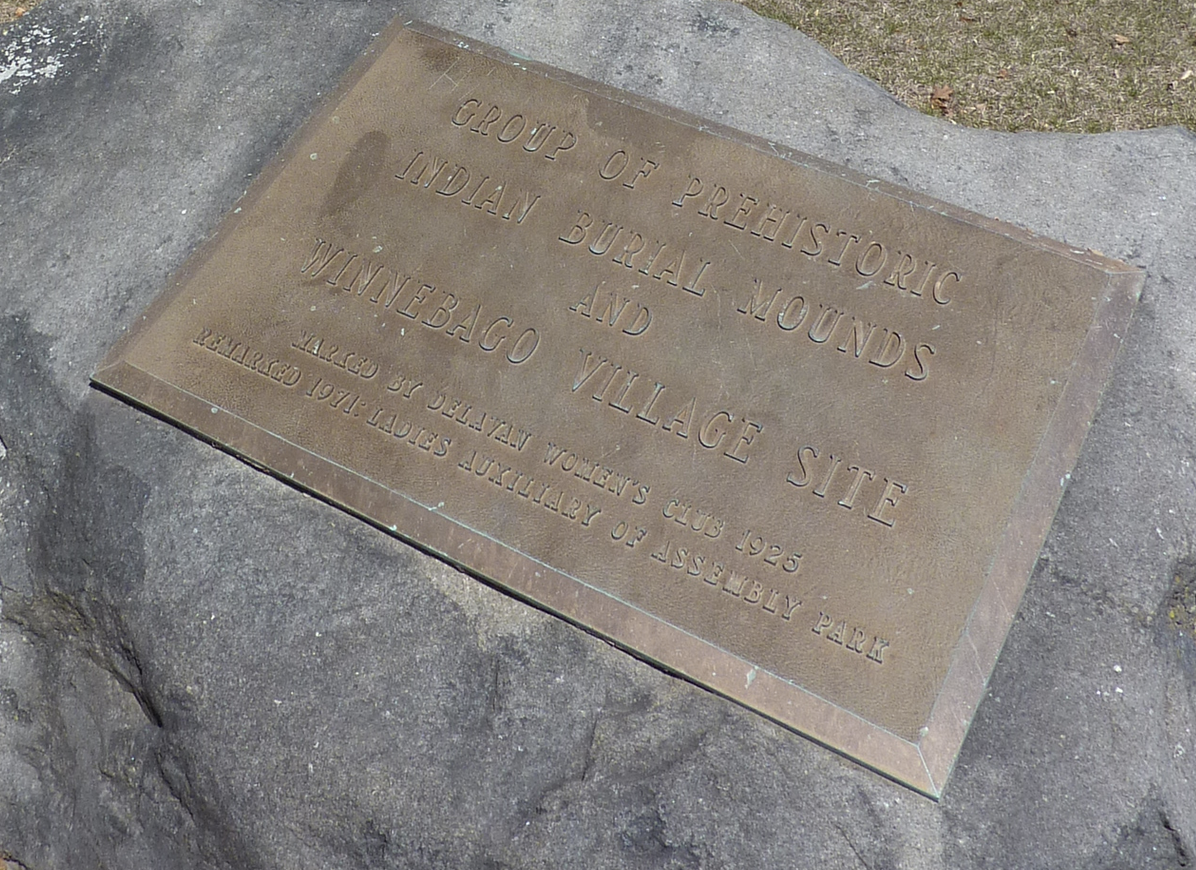 GROUP OF PREHISTORIC
INDIAN BURIAL MOUNDS
AND
WINNEBAGO VILLAGE SITE
MARKED BY DELAVAN WOMEN'S CLUB 1925
REMARKED 1971: LADIES AUXILIARY OF ASSEMBLY PARK